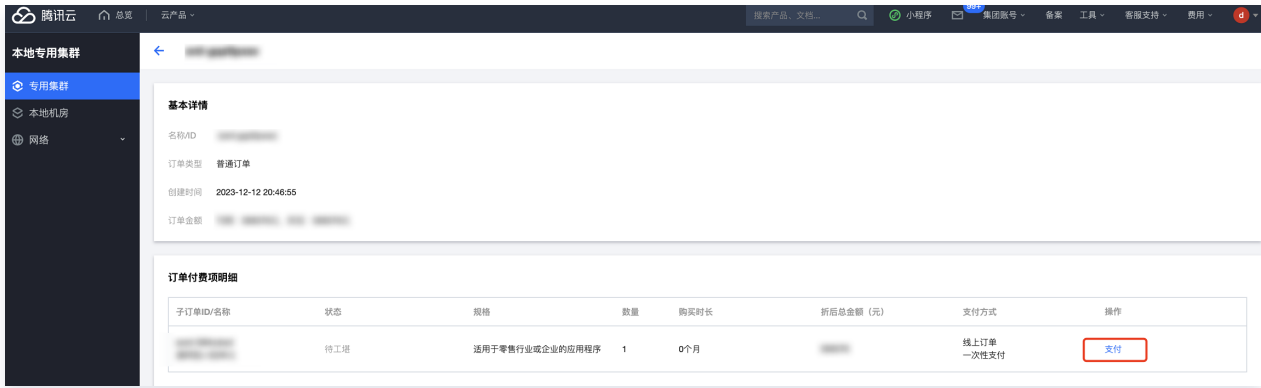 腾讯云 总览 云产品 搜索产品、文档... 小程序 99+ 集团账号 备案 工具 客服支持 费用 d
本地专用集群
专用集群
本地机房
网络
基本详情
名称/ID
订单类型 普通订单
创建时间 2023-12-12 20:46:55
订单金额
订单付费项明细
子订单ID/名称 状态 规格 数量 购买时长 折后总金额（元） 支付方式 操作
待工堪 适用于零售行业或企业的应用程序 1 0个月 线上订单 支付
一次性支付